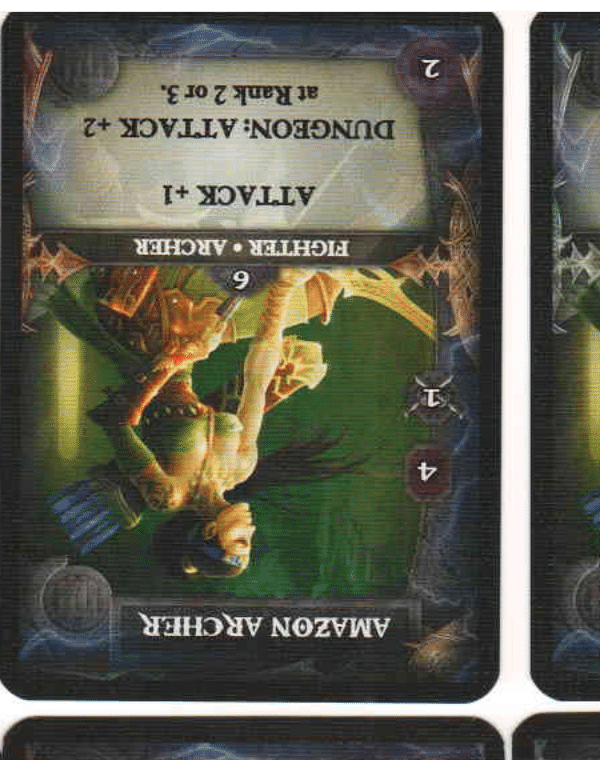 AMAZON ARCHER
4
1
6
FIGHTER • ARCHER
ATTACK +1
DUNGEON: ATTACK +2
at Rank 2 or 3.
2